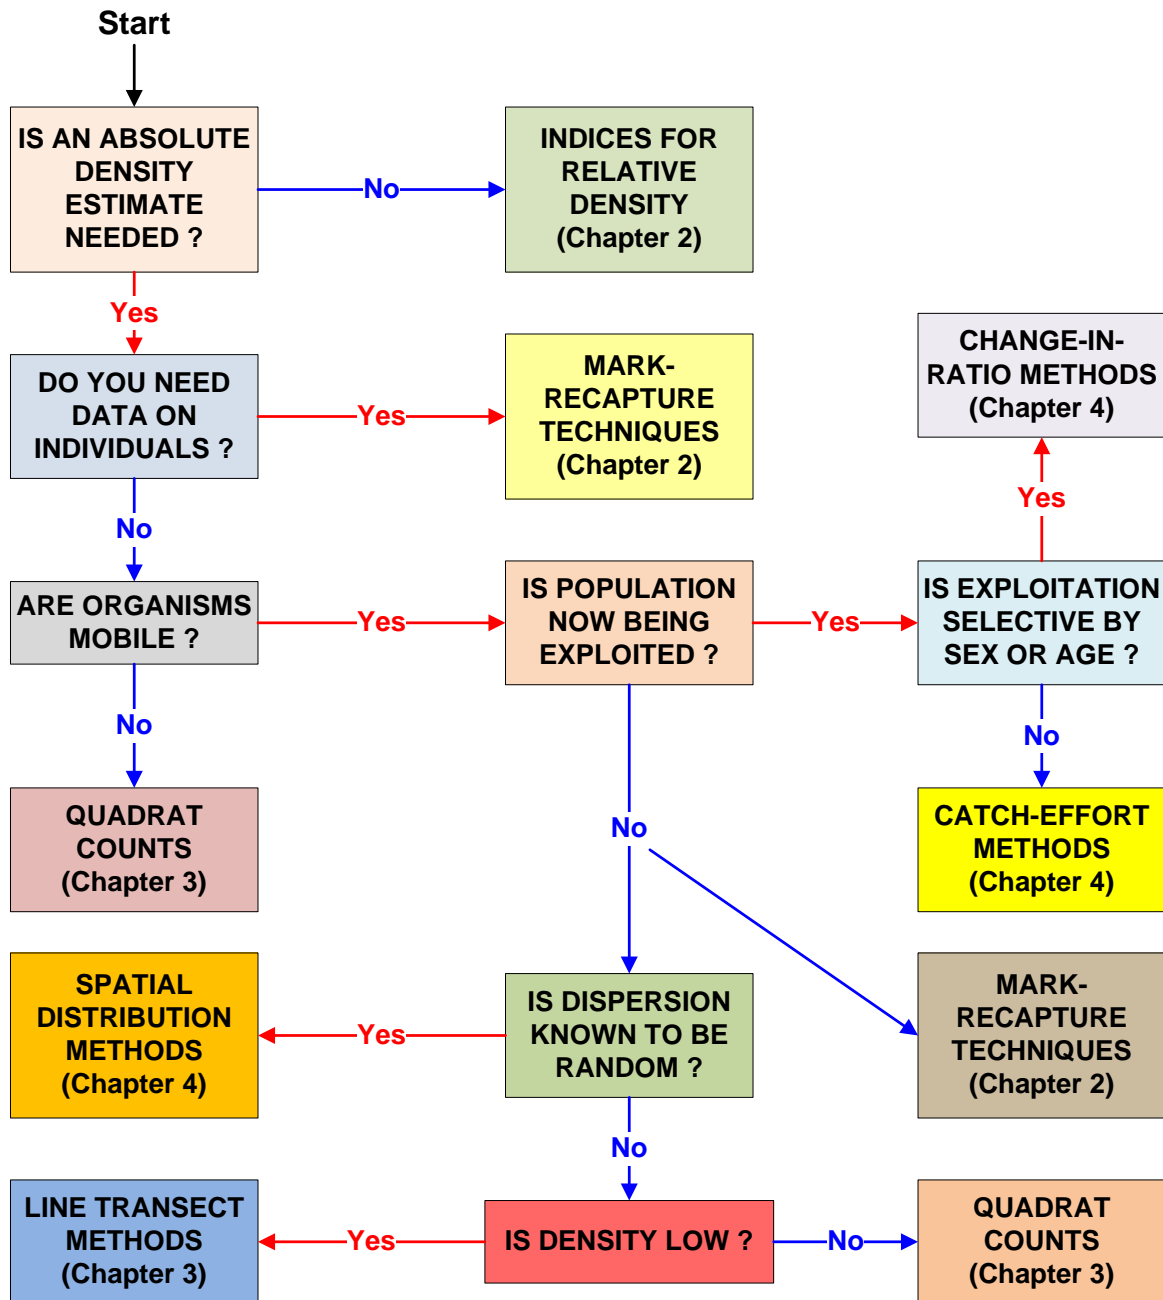 Start
IS AN ABSOLUTE
DENSITY
ESTIMATE
NEEDED ?
No
INDICES FOR
RELATIVE
DENSITY
(Chapter 2)
Yes
DO YOU NEED
DATA ON
INDIVIDUALS ?
Yes
MARK-
RECAPTURE
TECHNIQUES
(Chapter 2)
CHANGE-IN-
RATIO METHODS
(Chapter 4)
Yes
No
ARE ORGANISMS
MOBILE ?
Yes
IS POPULATION
NOW BEING
EXPLOITED ?
Yes
IS EXPLOITATION
SELECTIVE BY
SEX OR AGE ?
No
No
QUADRAT
COUNTS
(Chapter 3)
No
CATCH-EFFORT
METHODS
(Chapter 4)
SPATIAL
DISTRIBUTION
METHODS
(Chapter 4)
Yes
IS DISPERSION
KNOWN TO BE
RANDOM ?
MARK-
RECAPTURE
TECHNIQUES
(Chapter 2)
No
LINE TRANSECT
METHODS
(Chapter 3)
Yes
IS DENSITY LOW ?
No
QUADRAT
COUNTS
(Chapter 3)